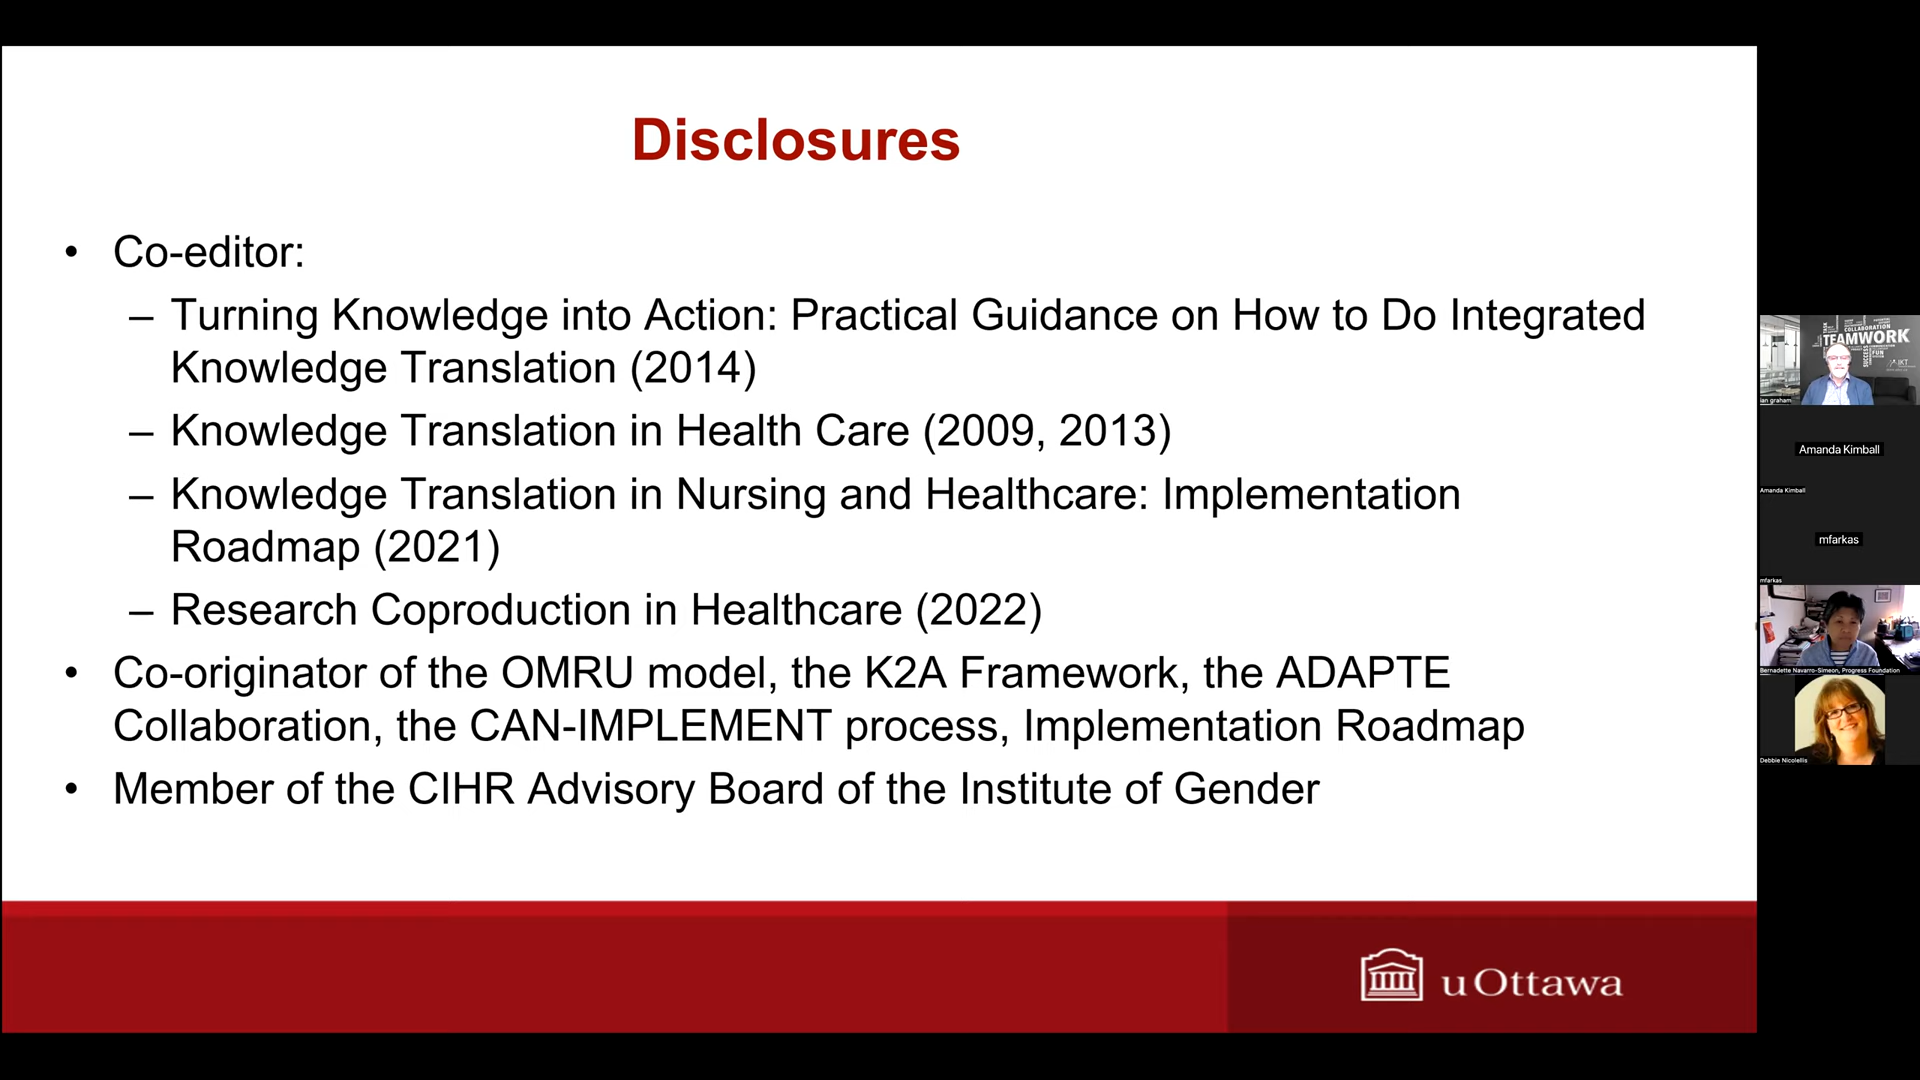 Disclosures
• Co-editor:
– Turning Knowledge into Action: Practical Guidance on How to Do Integrated
Knowledge Translation (2014)
– Knowledge Translation in Health Care (2009, 2013)
– Knowledge Translation in Nursing and Healthcare: Implementation
Roadmap (2021)
– Research Coproduction in Healthcare (2022)
• Co-originator of the OMRU model, the K2A Framework, the ADAPTE
Collaboration, the CAN-IMPLEMENT process, Implementation Roadmap
• Member of the CIHR Advisory Board of the Institute of Gender
uOttawa
COLLABORATION
TEAMWORK
SUCCESS
FUN
IKT
ian graham
Amanda Kimball
Amanda Kimball
mfarkas
mfarkas
Bernadette Navarro-Simeon, Progress Foundation
Debbie Nicolellis